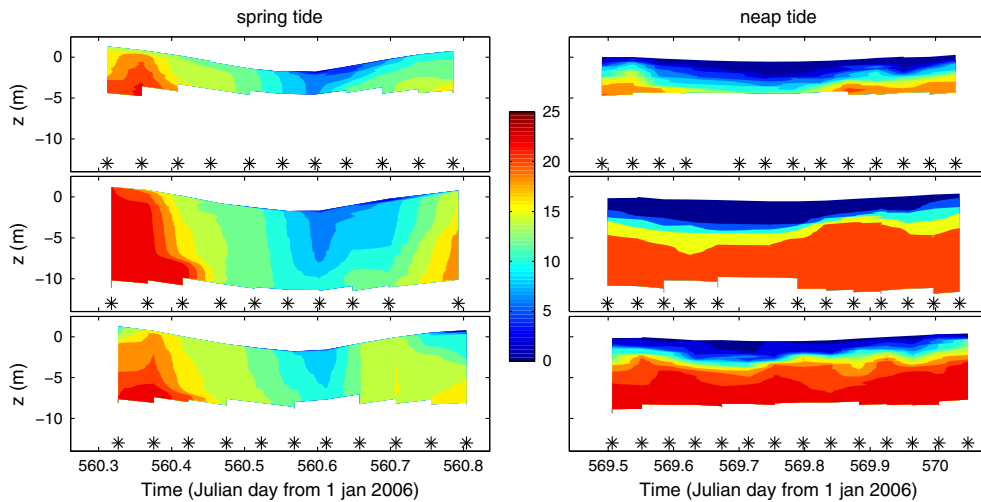 spring tide
neap tide
0
−5
−10
z (m)
0
−5
−10
z (m)
0
−5
−10
z (m)
25
20
15
10
5
0
560.3 560.4 560.5 560.6 560.7 560.8
569.5 569.6 569.7 569.8 569.9 570
Time (Julian day from 1 jan 2006)
Time (Julian day from 1 jan 2006)